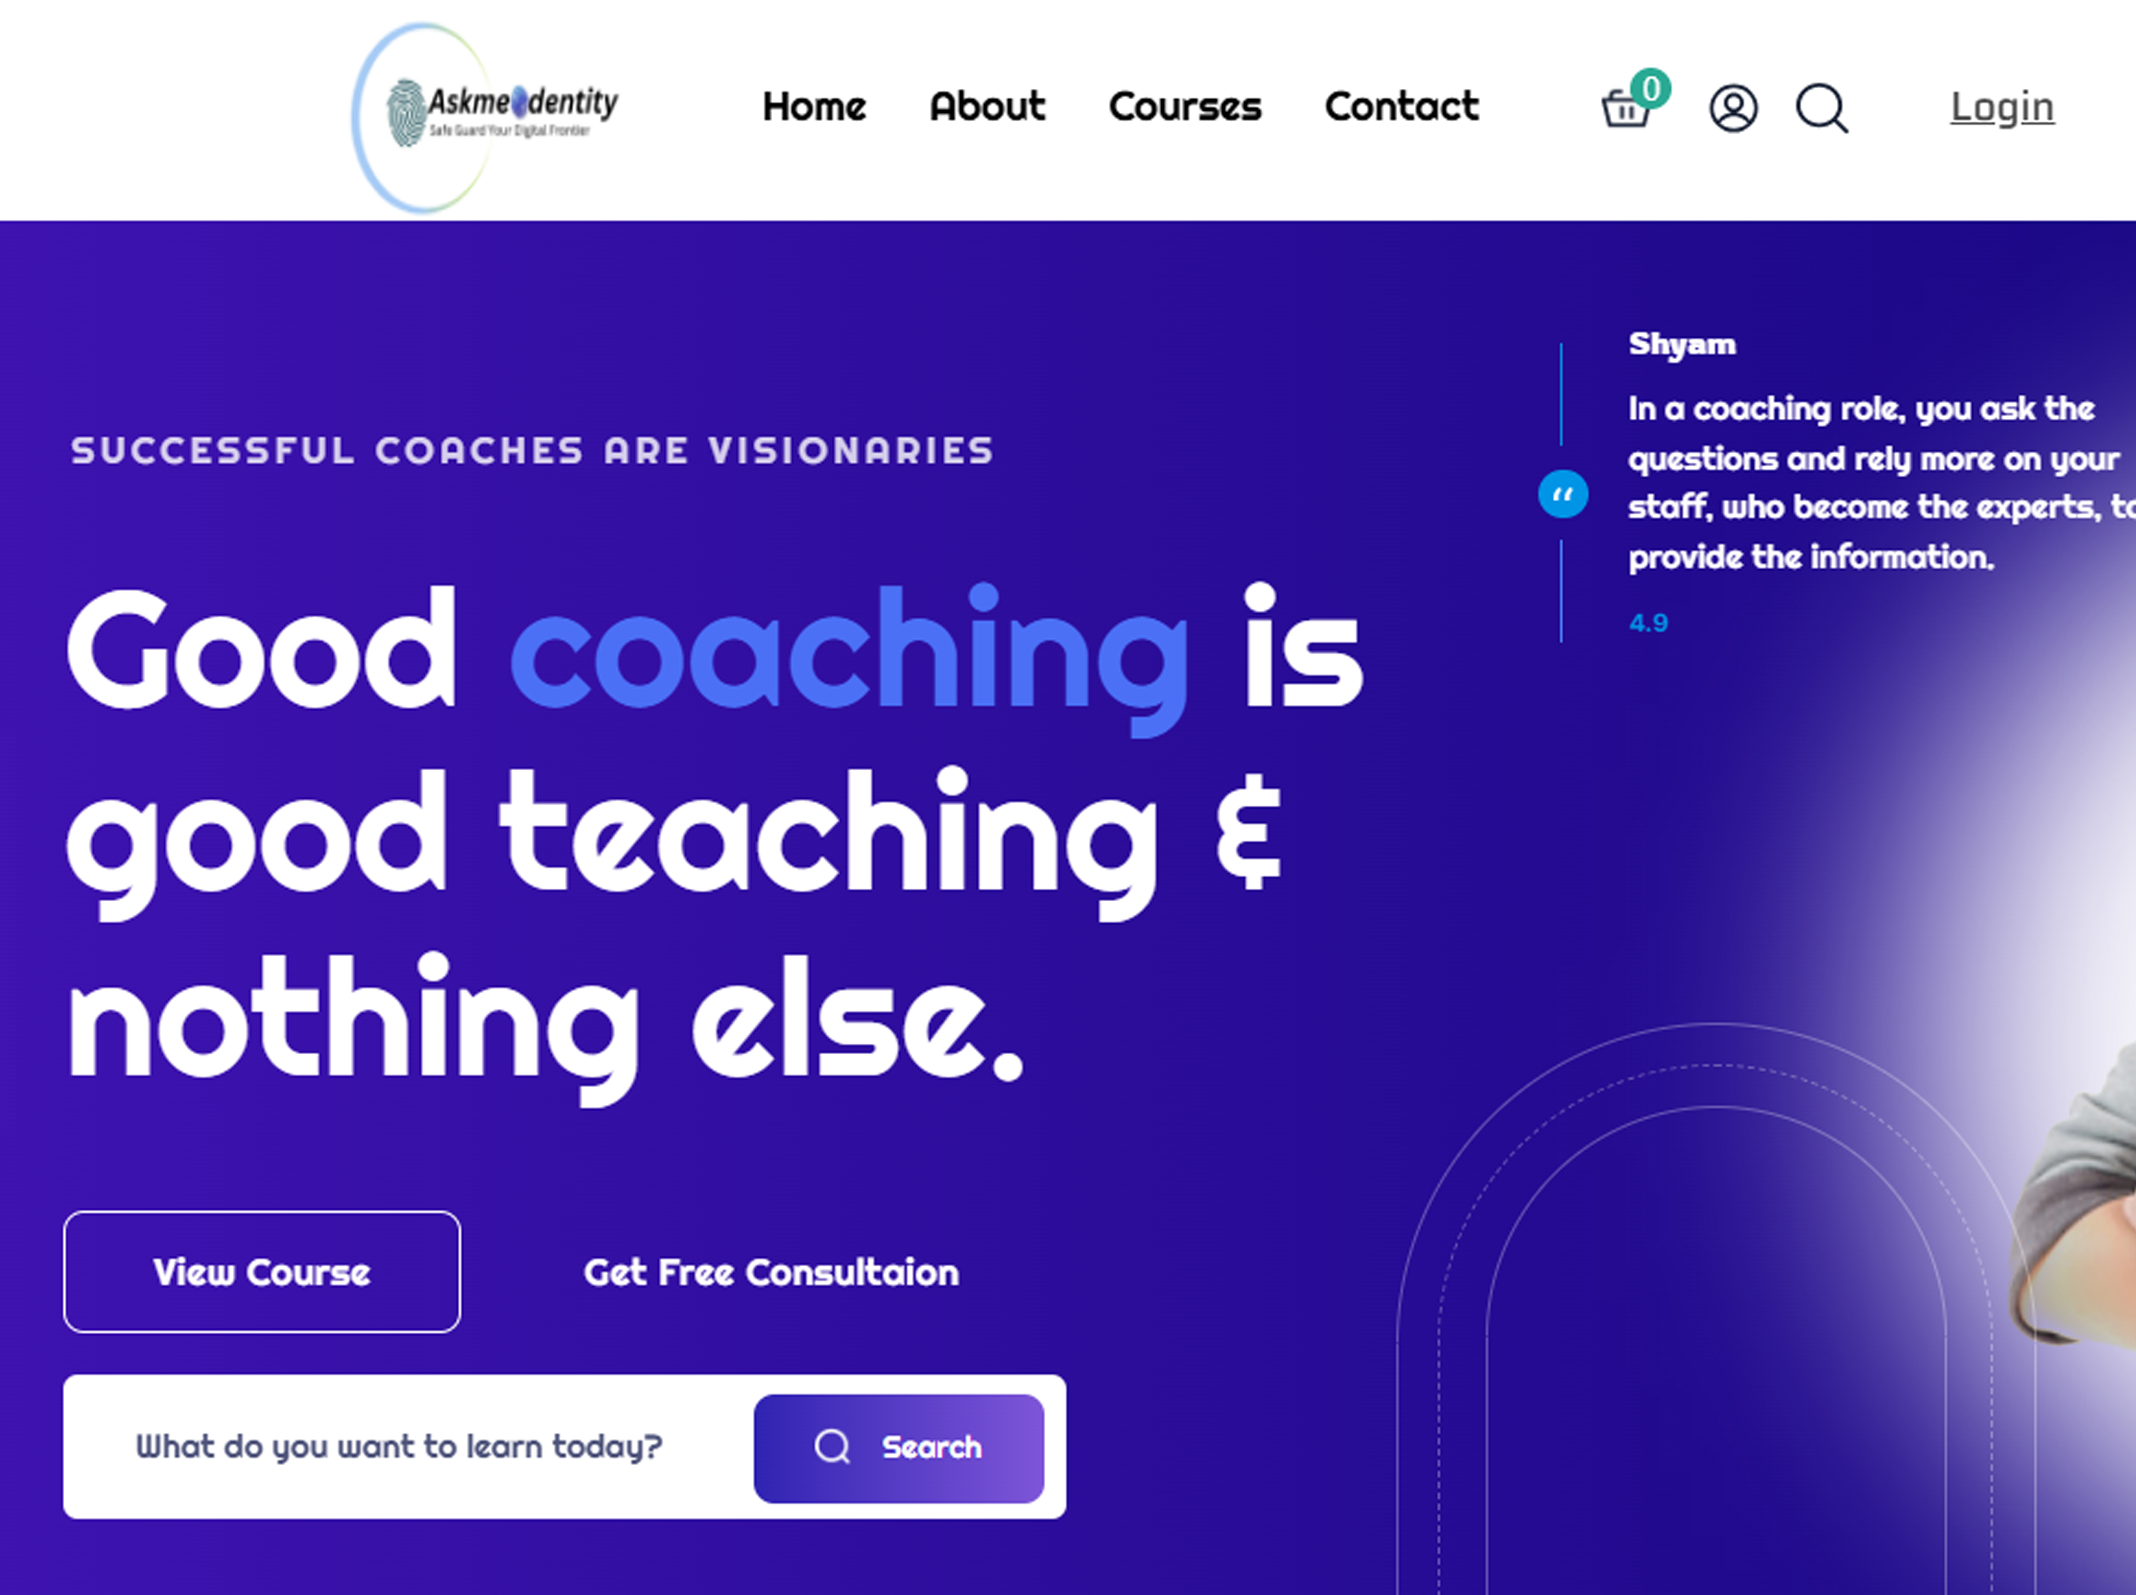 Askme dentity
Safe Guard Your Digital Frontier
Home
About
Courses
Contact
0
Login
SUCCESSFUL COACHES ARE VISIONARIES
Good coaching is
good teaching &
nothing else.
View Course
Get Free Consultaion
What do you want to learn today?
Search
Shyam
In a coaching role, you ask the
questions and rely more on your
staff, who become the experts,
provide the information.
4.9